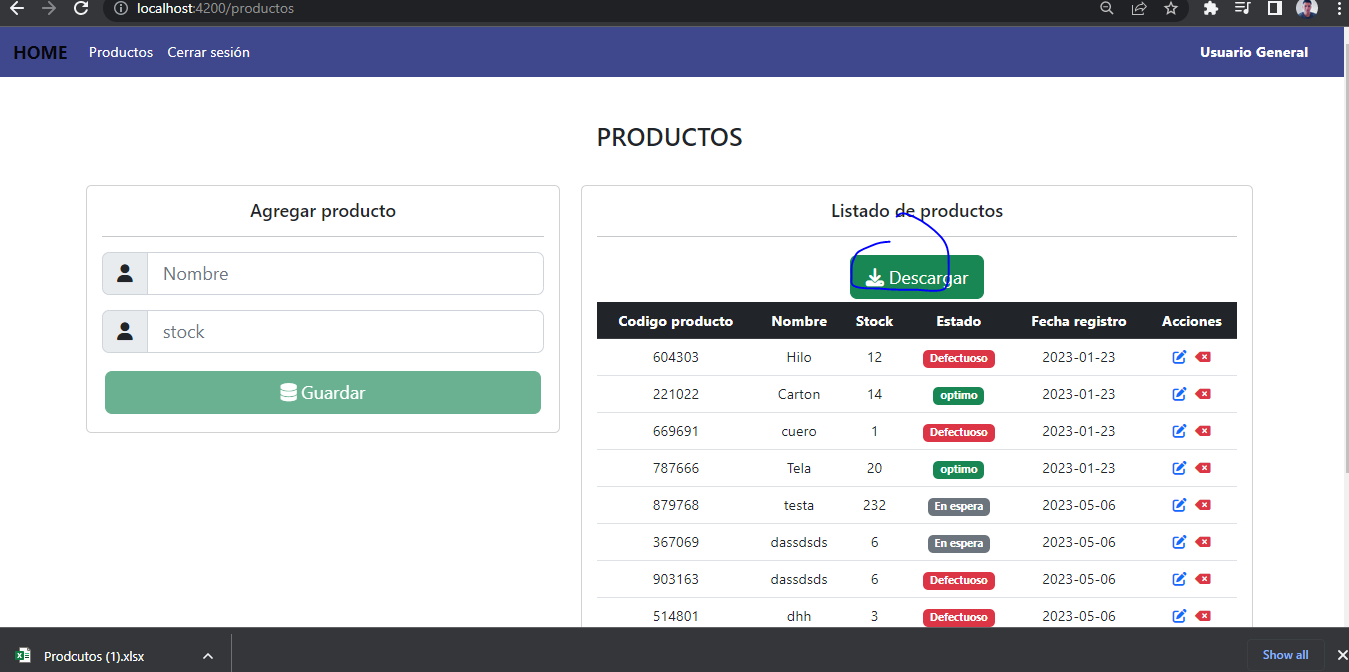 localhost:4200/productos
HOME Productos Cerrar sesión Usuario General
PRODUCTOS
Agregar producto
Nombre
stock
Guardar
Listado de productos
Descargar
Codigo producto Nombre Stock Estado Fecha registro Acciones
604303 Hilo 12 Defectuoso 2023-01-23
221022 Carton 14 optimo 2023-01-23
669691 cuero 1 Defectuoso 2023-01-23
787666 Tela 20 optimo 2023-01-23
879768 testa 232 En espera 2023-05-06
367069 dassdsds 6 En espera 2023-05-06
903163 dassdsds 6 Defectuoso 2023-05-06
514801 dhh 3 Defectuoso 2023-05-06
Prodcutos (1).xlsx Show all